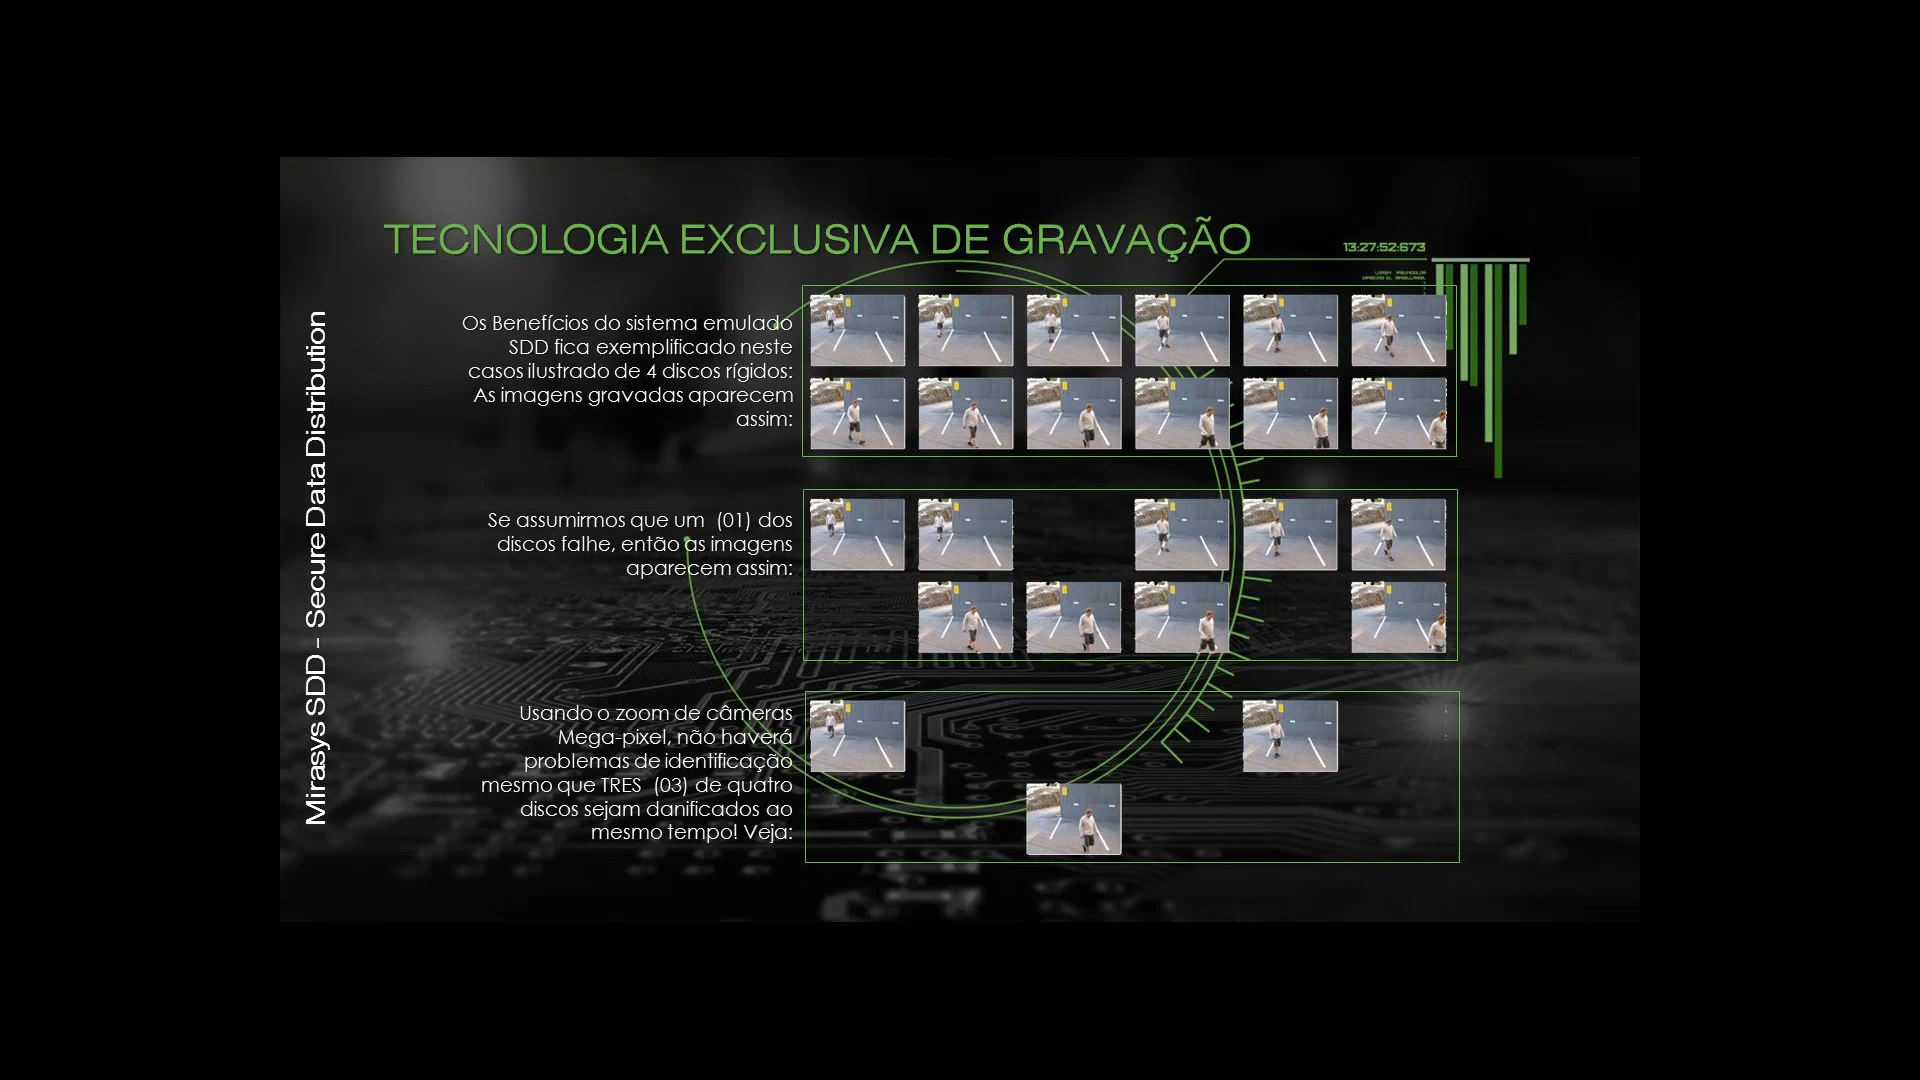 TECNOLOGIA EXCLUSIVA DE GRAVAÇÃO
13:27:52:673
Mirasys SDD - Secure Data Distribution
Os Benefícios do sistema emulado
SDD fica exemplificado neste
casos ilustrado de 4 discos rígidos:
As imagens gravadas aparecem
assim:
Se assumirmos que um (01) dos
discos falhe, então as imagens
aparecem assim:
Usando o zoom de câmeras
Mega-pixel, não haverá
problemas de identificação
mesmo que TRES (03) de quatro
discos sejam danificados ao
mesmo tempo! Veja: